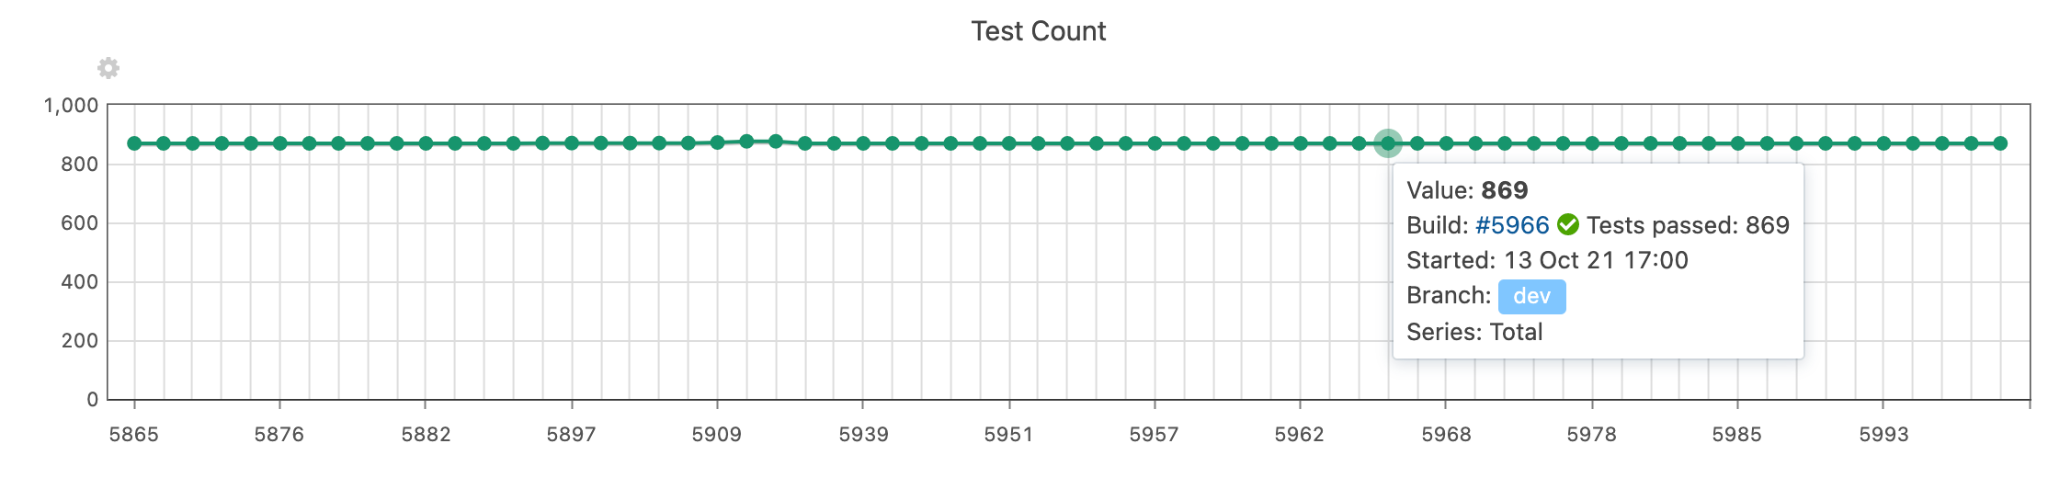 Test Count
1,000
800
600
400
200
0
Value: 869
Build: #5966 Tests passed: 869
Started: 13 Oct 21 17:00
Branch: dev
Series: Total
5865 5876 5882 5897 5909 5939 5951 5957 5962 5968 5978 5985 5993